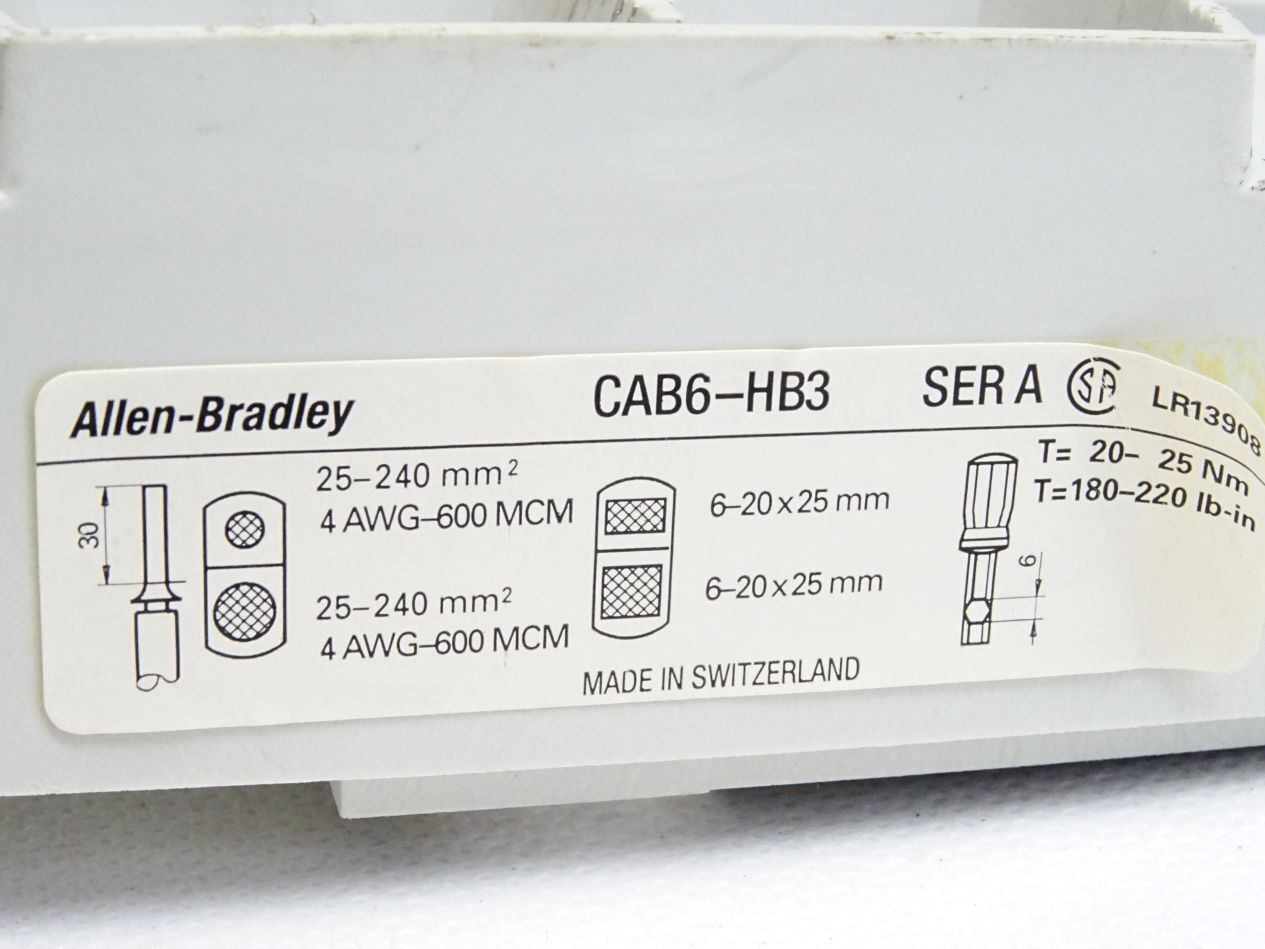 Allen-Bradley CAB6-HB3 SER A LR13908
30
25-240 mm²
4 AWG-600 MCM
25-240 mm²
4 AWG-600 MCM
6-20 x 25 mm
6-20 x 25 mm
T= 20- 25 Nm
T=180-220 lb-in
6
MADE IN SWITZERLAND